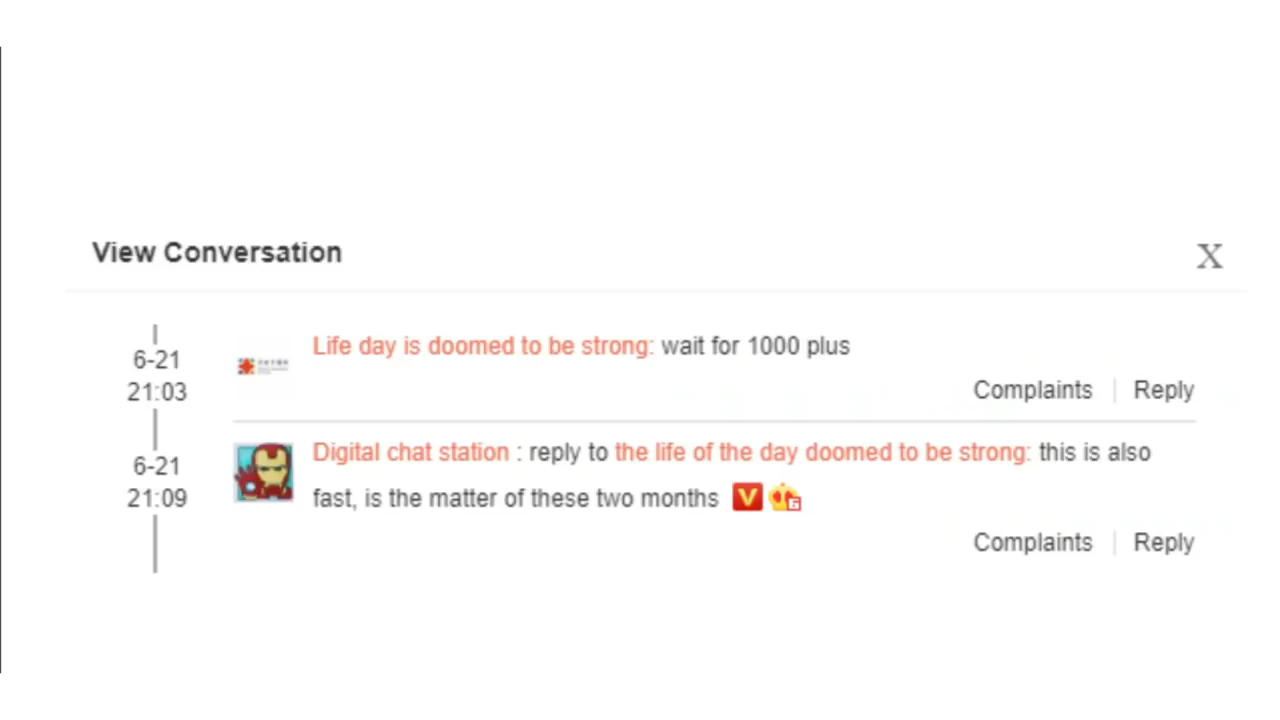 View Conversation
X
6-21
21:03
Life day is doomed to be strong: wait for 1000 plus
Complaints | Reply
6-21
21:09
Digital chat station : reply to the life of the day doomed to be strong: this is also
fast, is the matter of these two months V 6
Complaints | Reply